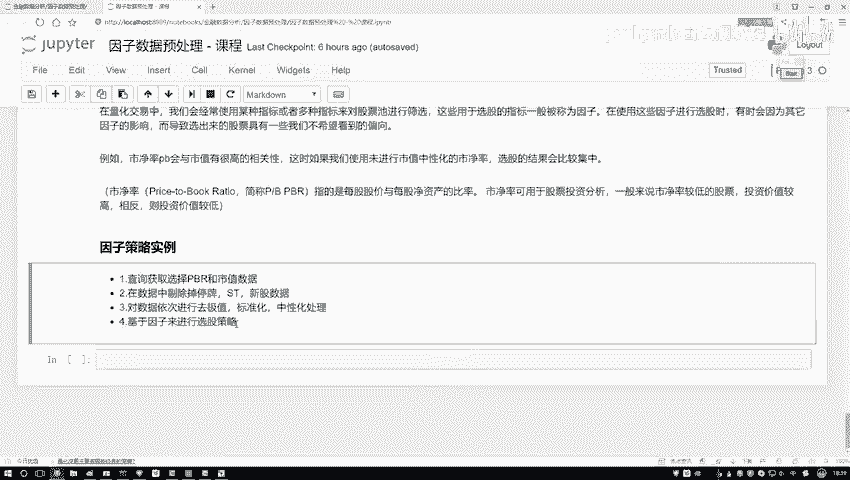 金融数据分析/因子数据预处理/
因子数据预处理 - 课程
jupyter
因子数据预处理 - 课程 Last Checkpoint: 6 hours ago (autosaved)
Logout
File Edit View Insert Cell Kernel Widgets Help
Trusted
Markdown
在量化交易中，我们会经常使用某种指标或者多种指标来对股票池进行筛选，这些用于选股的指标一般被称为因子。在使用这些因子进行选股时，有时会因为其它
因子的影响，而导致选出来的股票具有一些我们不希望看到的偏向。
例如，市净率pb会与市值有很高的相关性，这时如果我们使用未进行市值中性化的市净率，选股的结果会比较集中。
（市净率（Price-to-Book Ratio，简称P/B PBR）指的是每股股价与每股净资产的比率。 市净率可用于股票投资分析，一般来说市净率较低的股票，投资价值较
高，相反，则投资价值较低）
因子策略实例
1.查询获取选择PBR和市值数据
2.在数据中剔除掉停牌，ST，新股数据
3.对数据依次进行去极值，标准化，中性化处理
4.基于因子来进行选股策略
In [ ]:
18:39